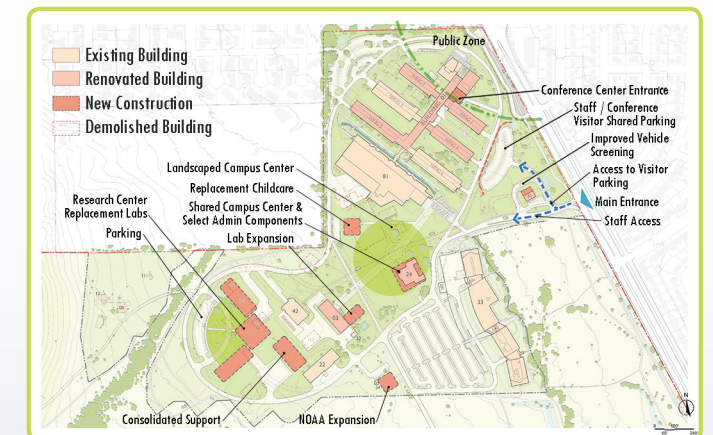 Public Zone
Existing Building
Renovated Building
New Construction
Demolished Building
Conference Center Entrance
Staff / Conference
Visitor Shared Parking
Improved Vehicle
Screening
Access to Visitor
Parking
Main Entrance
Staff Access
Landscaped Campus Center
Replacement Childcare
Shared Campus Center &
Select Admin Components
Lab Expansion
Research Center
Replacement Labs
Parking
Consolidated Support
NOAA Expansion
81
24
33
42
03
22
N